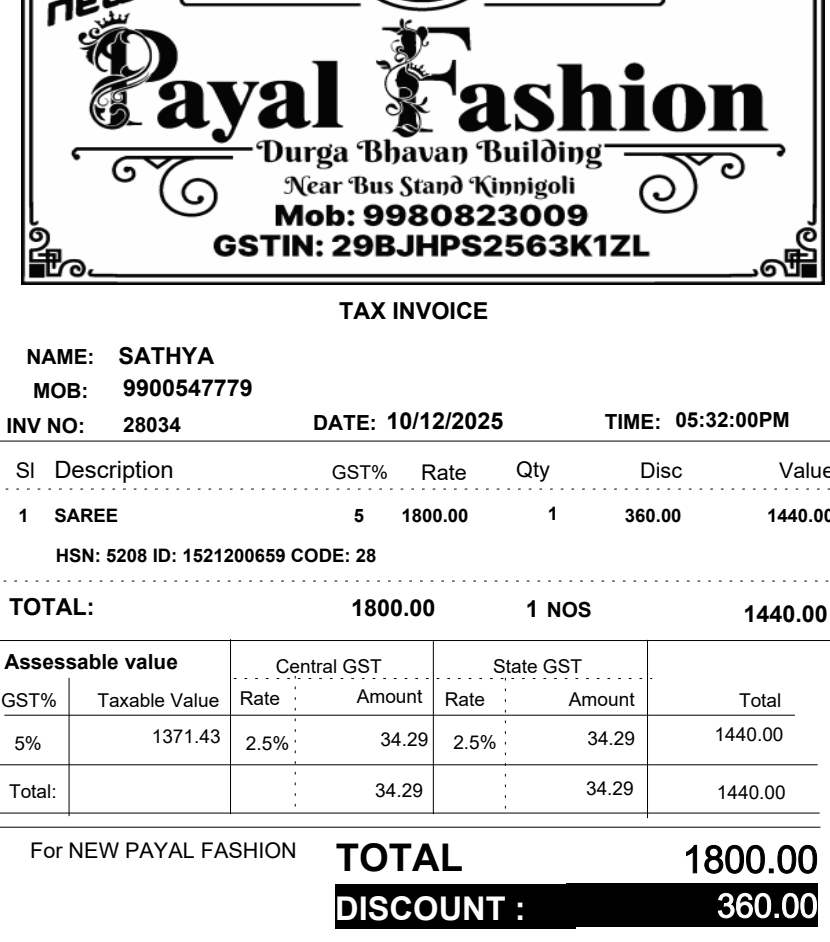 new
Payal Fashion
Durga Bhavan Building
Near Bus Stand Kinnigoli
Mob: 9980823009
GSTIN: 29BJHPS2563K1ZL
TAX INVOICE
NAME: SATHYA
MOB: 9900547779
INV NO: 28034 DATE: 10/12/2025 TIME: 05:32:00PM
Sl Description GST% Rate Qty Disc Value
1 SAREE 5 1800.00 1 360.00 1440.00
HSN: 5208 ID: 1521200659 CODE: 28
TOTAL: 1800.00 1 NOS 1440.00
Assessable value Central GST State GST
GST% Taxable Value Rate Amount Rate Amount Total
5% 1371.43 2.5% 34.29 2.5% 34.29 1440.00
Total: 34.29 34.29 1440.00
For NEW PAYAL FASHION TOTAL 1800.00
DISCOUNT : 360.00